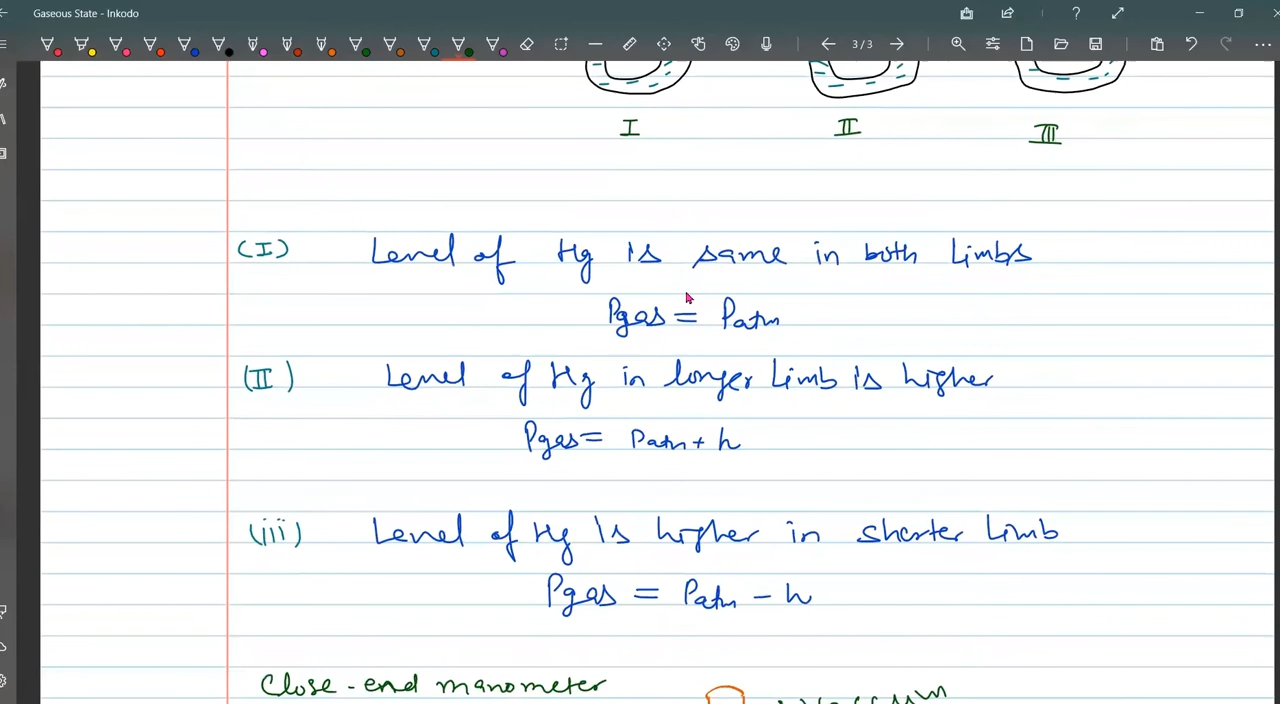 Gaseous State - Inkodo
3/3
I
II
III
(I) Level of Hg is same in both limbs
Pgas = Patm
(II) Level of Hg in longer limb is higher
Pgas = Patm + h
(iii) Level of Hg is higher in shorter limb
Pgas = Patm - h
Close-end manometer